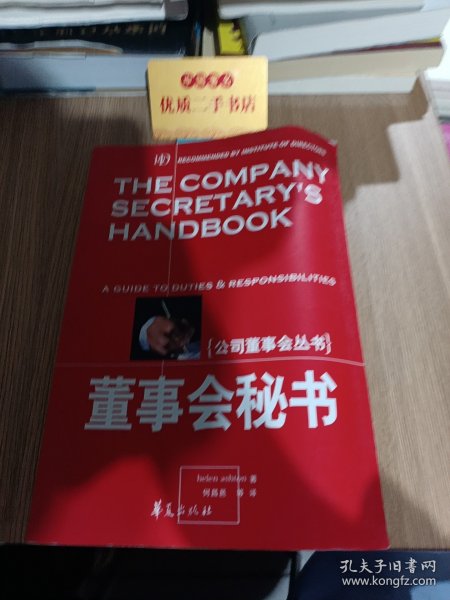 优质二手书店
RECOMMENDED BY INSTITUTE OF DIRECTORS
THE COMPANY
SECRETARY'S
HANDBOOK
A GUIDE TO DUTIES & RESPONSIBILITIES
{公司董事会丛书}
董事会秘书
helen ashton 著
等 译
华夏出版社
孔夫子旧书网
www.kongfz.com